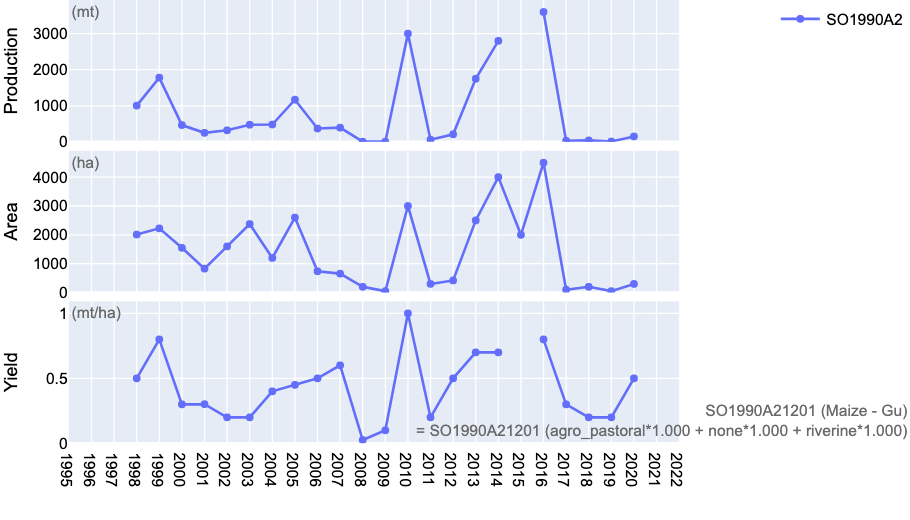 (mt)
SO1990A2
Production
3000
2000
1000
0
(ha)
Area
4000
3000
2000
1000
0
(mt/ha)
Yield
1
0.5
0
SO1990A21201 (Maize - Gu)
= SO1990A21201 (agro_pastoral*1.000 + none*1.000 + riverine*1.000)
1995 1996 1997 1998 1999 2000 2001 2002 2003 2004 2005 2006 2007 2008 2009 2010 2011 2012 2013 2014 2015 2016 2017 2018 2019 2020 2021 2022